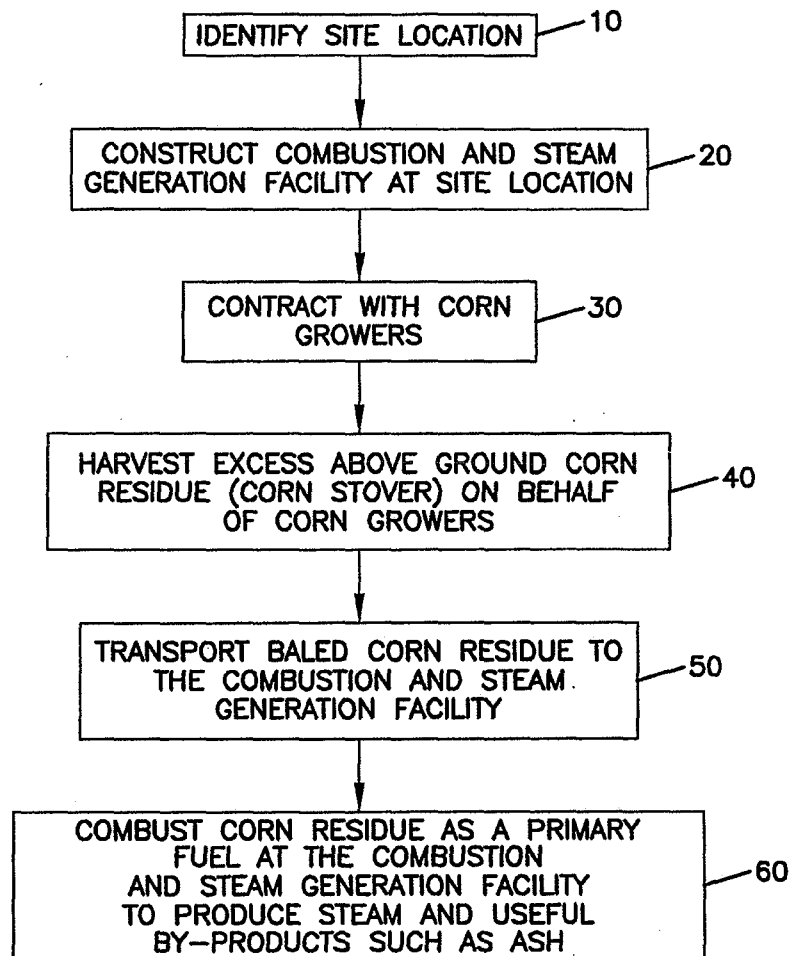 IDENTIFY SITE LOCATION
10
CONSTRUCT COMBUSTION AND STEAM
GENERATION FACILITY AT SITE LOCATION
20
CONTRACT WITH CORN
GROWERS
30
HARVEST EXCESS ABOVE GROUND CORN
RESIDUE (CORN STOVER) ON BEHALF
OF CORN GROWERS
40
TRANSPORT BALED CORN RESIDUE TO
THE COMBUSTION AND STEAM
GENERATION FACILITY
50
COMBUST CORN RESIDUE AS A PRIMARY
FUEL AT THE COMBUSTION
AND STEAM GENERATION FACILITY
TO PRODUCE STEAM AND USEFUL
BY-PRODUCTS SUCH AS ASH
60